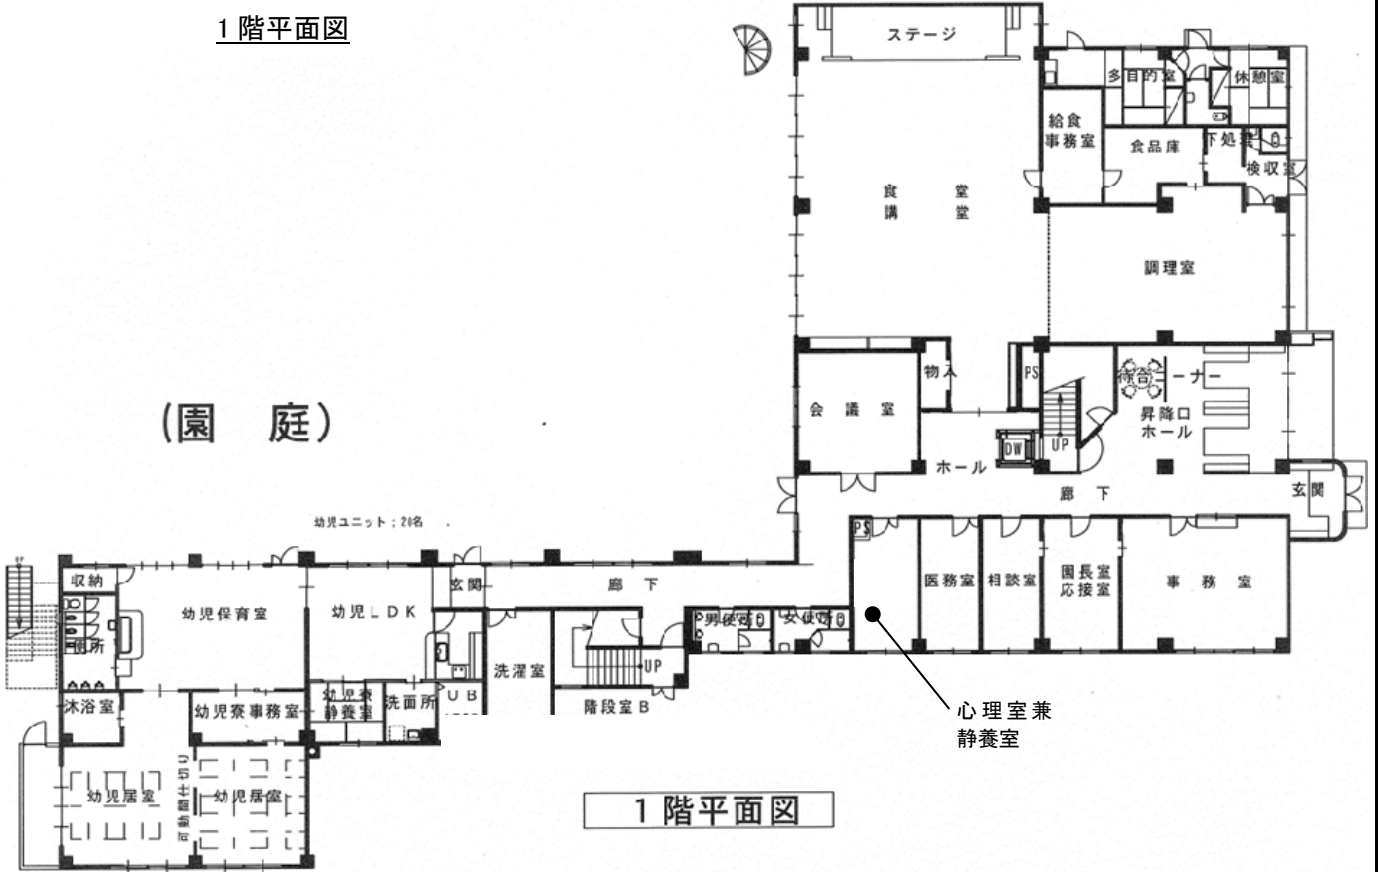 1階平面図
ステージ
多目的室
休憩室
給食
事務室
食品庫
下処理
検収室
食堂
講堂
調理室
物入
PS
待合コーナー
会議室
昇降口
ホール
UP
DW
ホール
廊下
玄関
(園庭)
幼児ユニット；20名
PS
医務室
相談室
園長室
応接室
事務室
収納
幼児保育室
幼児LDK
玄関
廊下
男便所
女便所
便所
洗濯室
UP
階段室B
沐浴室
幼児寮事務室
幼児寮
静養室
洗面所
UB
心理室兼
静養室
幼児居室
可動間仕切り
幼児居室
1階平面図